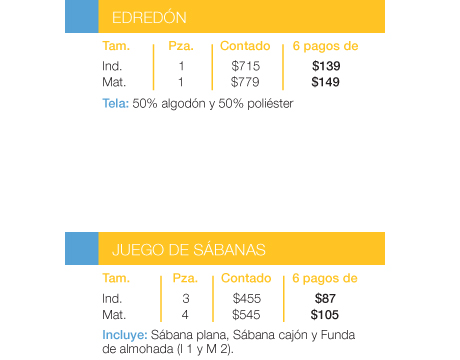 EDREDÓN
Tam. Pza. Contado 6 pagos de
Ind. 1 $715 $139
Mat. 1 $779 $149
Tela: 50% algodón y 50% poliéster
JUEGO DE SÁBANAS
Tam. Pza. Contado 6 pagos de
Ind. 3 $455 $87
Mat. 4 $545 $105
Incluye: Sábana plana, Sábana cajón y Funda
de almohada (I 1 y M 2).